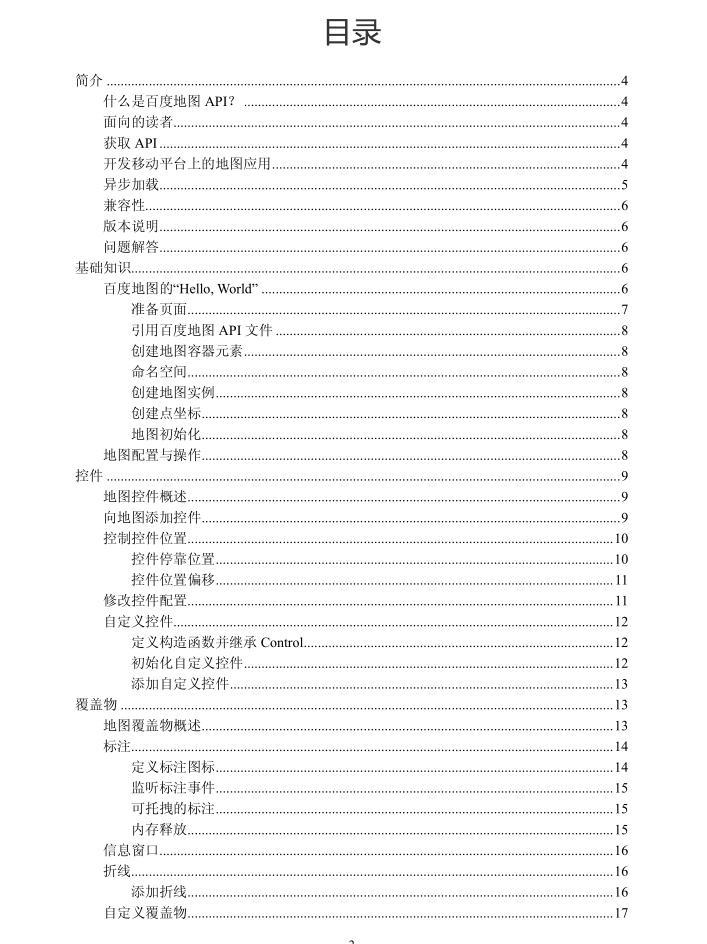 目录
简介 ........................................................ 4
什么是百度地图 API？ ........................................................ 4
面向的读者........................................................ 4
获取 API ........................................................ 4
开发移动平台上的地图应用........................................................ 4
异步加载........................................................ 5
兼容性........................................................ 6
版本说明........................................................ 6
问题解答........................................................ 6
基础知识........................................................ 6
百度地图的“Hello, World” ........................................................ 6
准备页面........................................................ 7
引用百度地图 API 文件 ........................................................ 8
创建地图容器元素........................................................ 8
命名空间........................................................ 8
创建地图实例........................................................ 8
创建点坐标........................................................ 8
地图初始化........................................................ 8
地图配置与操作........................................................ 8
控件 ........................................................ 9
地图控件概述........................................................ 9
向地图添加控件........................................................ 9
控制控件位置........................................................ 10
控件停靠位置........................................................ 10
控件位置偏移........................................................ 11
修改控件配置........................................................ 11
自定义控件........................................................ 12
定义构造函数并继承 Control........................................................ 12
初始化自定义控件........................................................ 12
添加自定义控件........................................................ 13
覆盖物 ........................................................ 13
地图覆盖物概述........................................................ 13
标注........................................................ 14
定义标注图标........................................................ 14
监听标注事件........................................................ 15
可托拽的标注........................................................ 15
内存释放........................................................ 15
信息窗口........................................................ 16
折线........................................................ 16
添加折线........................................................ 16
自定义覆盖物........................................................ 17